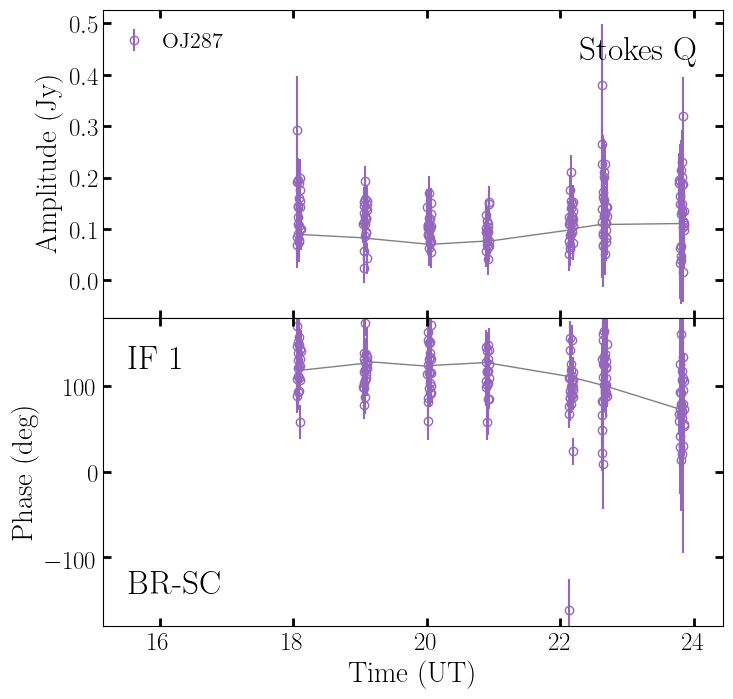 OJ287
Stokes Q
Amplitude (Jy)
0.5
0.4
0.3
0.2
0.1
0.0
IF 1
BR-SC
Phase (deg)
100
0
−100
16 18 20 22 24
Time (UT)